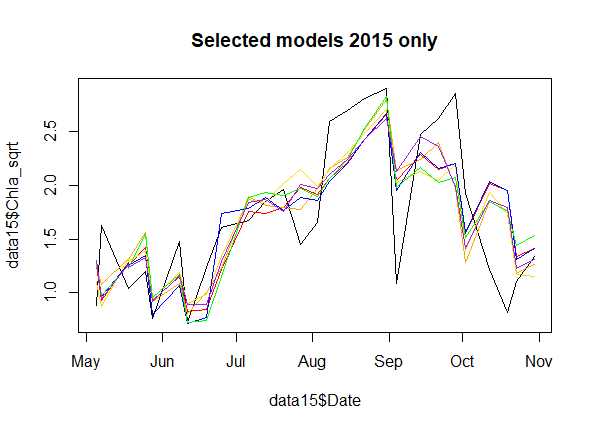 Selected models 2015 only
data15$Chla_sqrt
2.5
2.0
1.5
1.0
May Jun Jul Aug Sep Oct Nov
data15$Date